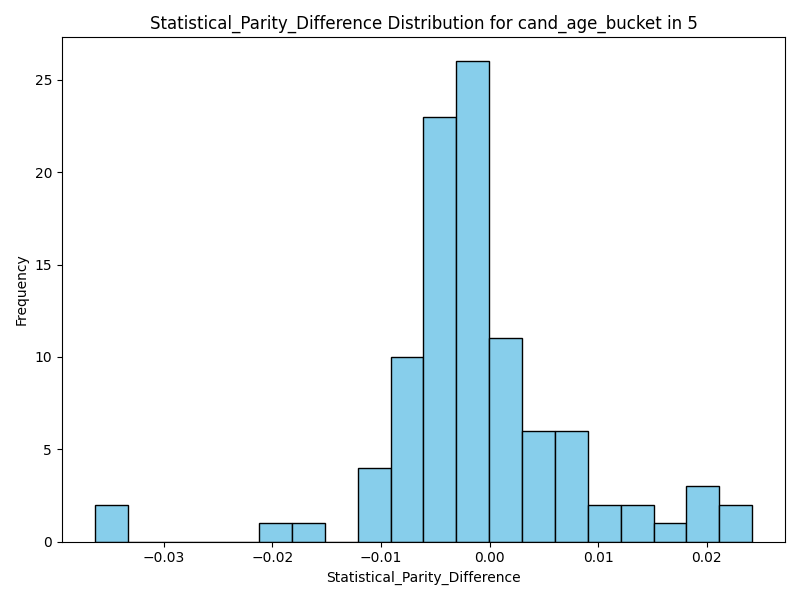 Statistical_Parity_Difference Distribution for cand_age_bucket in 5
Frequency
25
20
15
10
5
0
−0.03 −0.02 −0.01 0.00 0.01 0.02
Statistical_Parity_Difference